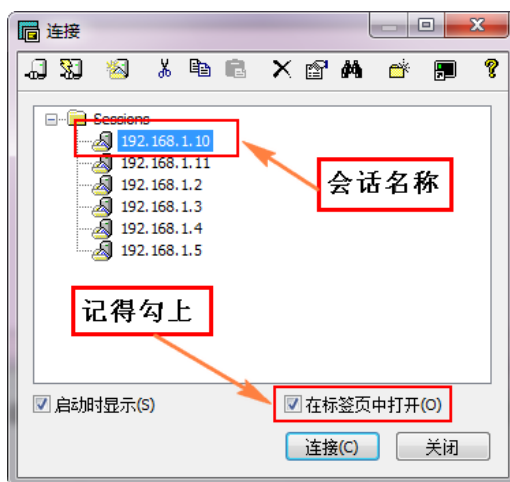 连接
Sessions
192.168.1.10
192.168.1.11
192.168.1.2
192.168.1.3
192.168.1.4
192.168.1.5
会话名称
记得勾上
启动时显示(S)
在标签页中打开(O)
连接(C)
关闭